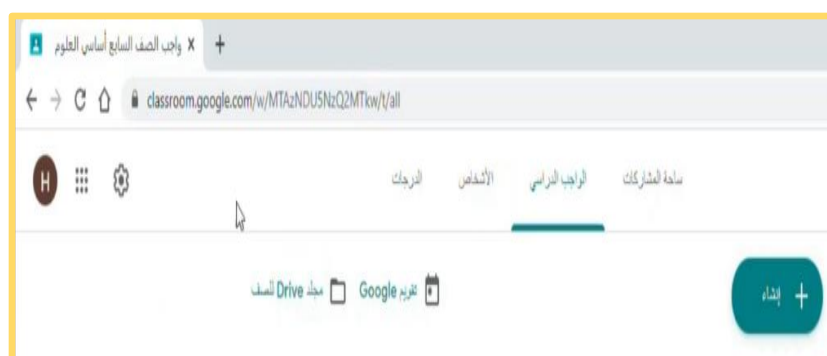 واجب الصف السابع أساسي العلوم
classroom.google.com/w/MTAzNDU5NzQ2MTkw/t/all
ساحة المشاركات الواجب الدراسي الأشخاص الدرجات
H
إنشاء
تقويم Google مجلد Drive للصف